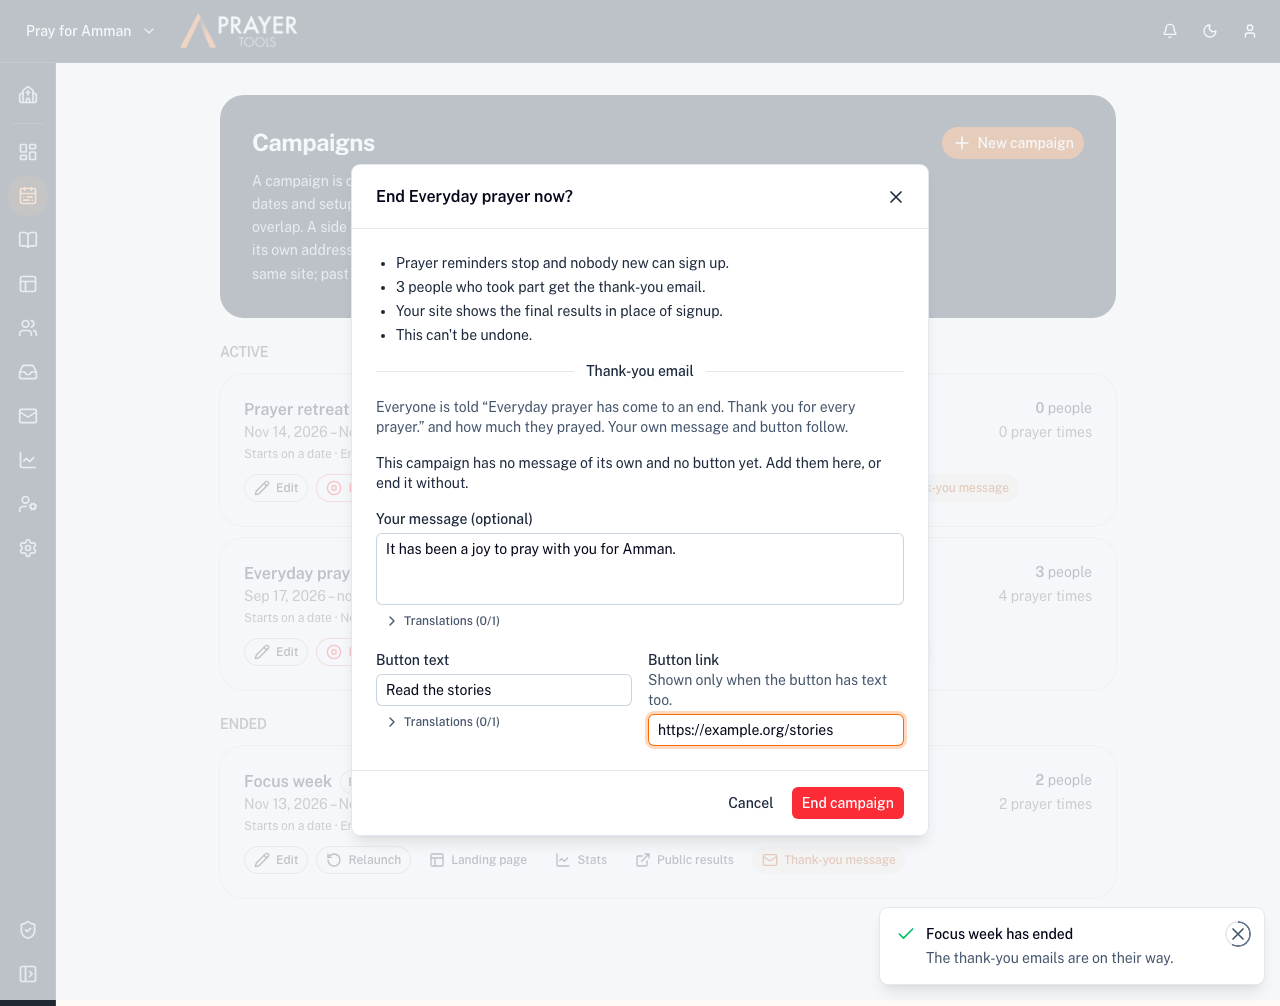 Pray for Amman
PRAYER
TOOLS
Campaigns
New campaign
A campaign is
dates and setup
overlap. A side
its own address
same site; past
End Everyday prayer now?
Prayer reminders stop and nobody new can sign up.
3 people who took part get the thank-you email.
Your site shows the final results in place of signup.
This can't be undone.
Thank-you email
Everyone is told “Everyday prayer has come to an end. Thank you for every
prayer.” and how much they prayed. Your own message and button follow.
This campaign has no message of its own and no button yet. Add them here, or
end it without.
Your message (optional)
It has been a joy to pray with you for Amman.
Translations (0/1)
Button text
Read the stories
Translations (0/1)
Button link
Shown only when the button has text
too.
https://example.org/stories
Cancel
End campaign
ACTIVE
Prayer retreat
0 people
Nov 14, 2026 –
0 prayer times
Starts on a date ·
Edit
-you message
Everyday
3 people
Sep 17, 2026 –
4 prayer times
Starts on a date ·
Edit
ENDED
Focus week
2 people
Nov 13, 2026 –
2 prayer times
Starts on a date ·
Edit
Relaunch
Landing page
Stats
Public results
Thank-you message
Focus week has ended
The thank-you emails are on their way.